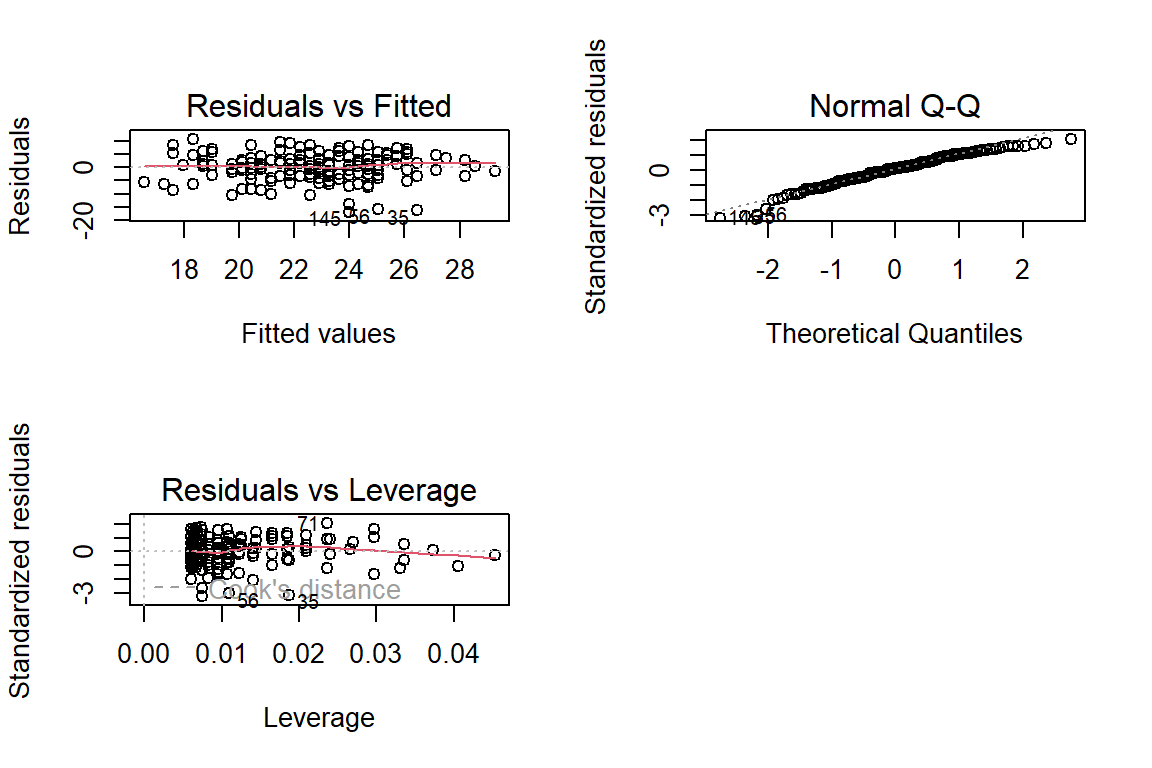 Residuals vs Fitted
Residuals
0
-20
145 56 35
18 20 22 24 26 28
Fitted values
Normal Q-Q
Standardized residuals
0
-3
56
-2 -1 0 1 2
Theoretical Quantiles
Residuals vs Leverage
Standardized residuals
0
-3
71
Cook's distance
56 35
0.00 0.01 0.02 0.03 0.04
Leverage